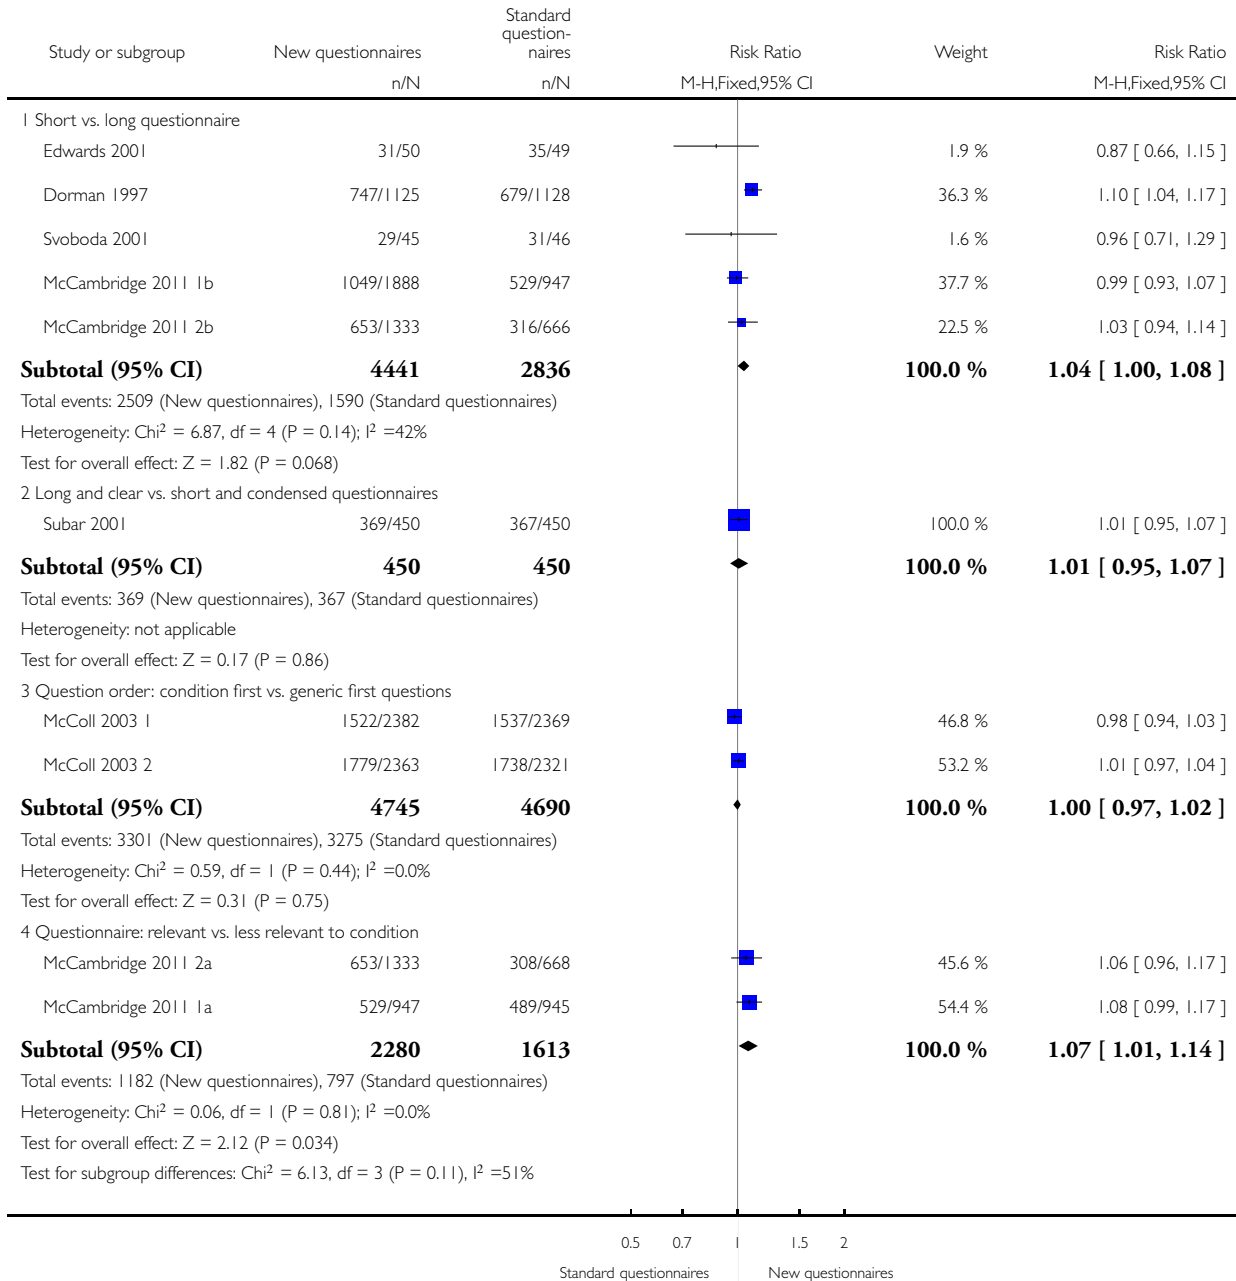 Study or subgroup New questionnaires Standard question- naires Risk Ratio Weight Risk Ratio
n/N n/N M-H,Fixed,95% CI M-H,Fixed,95% CI
1 Short vs. long questionnaire
Edwards 2001 31/50 35/49 1.9 % 0.87 [ 0.66, 1.15 ]
Dorman 1997 747/1125 679/1128 36.3 % 1.10 [ 1.04, 1.17 ]
Svoboda 2001 29/45 31/46 1.6 % 0.96 [ 0.71, 1.29 ]
McCambridge 2011 1b 1049/1888 529/947 37.7 % 0.99 [ 0.93, 1.07 ]
McCambridge 2011 2b 653/1333 316/666 22.5 % 1.03 [ 0.94, 1.14 ]
Subtotal (95% CI) 4441 2836 100.0 % 1.04 [ 1.00, 1.08 ]
Total events: 2509 (New questionnaires), 1590 (Standard questionnaires)
Heterogeneity: Chi² = 6.87, df = 4 (P = 0.14); I² =42%
Test for overall effect: Z = 1.82 (P = 0.068)
2 Long and clear vs. short and condensed questionnaires
Subar 2001 369/450 367/450 100.0 % 1.01 [ 0.95, 1.07 ]
Subtotal (95% CI) 450 450 100.0 % 1.01 [ 0.95, 1.07 ]
Total events: 369 (New questionnaires), 367 (Standard questionnaires)
Heterogeneity: not applicable
Test for overall effect: Z = 0.17 (P = 0.86)
3 Question order: condition first vs. generic first questions
McColl 2003 1 1522/2382 1537/2369 46.8 % 0.98 [ 0.94, 1.03 ]
McColl 2003 2 1779/2363 1738/2321 53.2 % 1.01 [ 0.97, 1.04 ]
Subtotal (95% CI) 4745 4690 100.0 % 1.00 [ 0.97, 1.02 ]
Total events: 3301 (New questionnaires), 3275 (Standard questionnaires)
Heterogeneity: Chi² = 0.59, df = 1 (P = 0.44); I² =0.0%
Test for overall effect: Z = 0.31 (P = 0.75)
4 Questionnaire: relevant vs. less relevant to condition
McCambridge 2011 2a 653/1333 308/668 45.6 % 1.06 [ 0.96, 1.17 ]
McCambridge 2011 1a 529/947 489/945 54.4 % 1.08 [ 0.99, 1.17 ]
Subtotal (95% CI) 2280 1613 100.0 % 1.07 [ 1.01, 1.14 ]
Total events: 1182 (New questionnaires), 797 (Standard questionnaires)
Heterogeneity: Chi² = 0.06, df = 1 (P = 0.81); I² =0.0%
Test for overall effect: Z = 2.12 (P = 0.034)
Test for subgroup differences: Chi² = 6.13, df = 3 (P = 0.11), I² =51%
0.5 0.7 1 1.5 2
Standard questionnaires New questionnaires